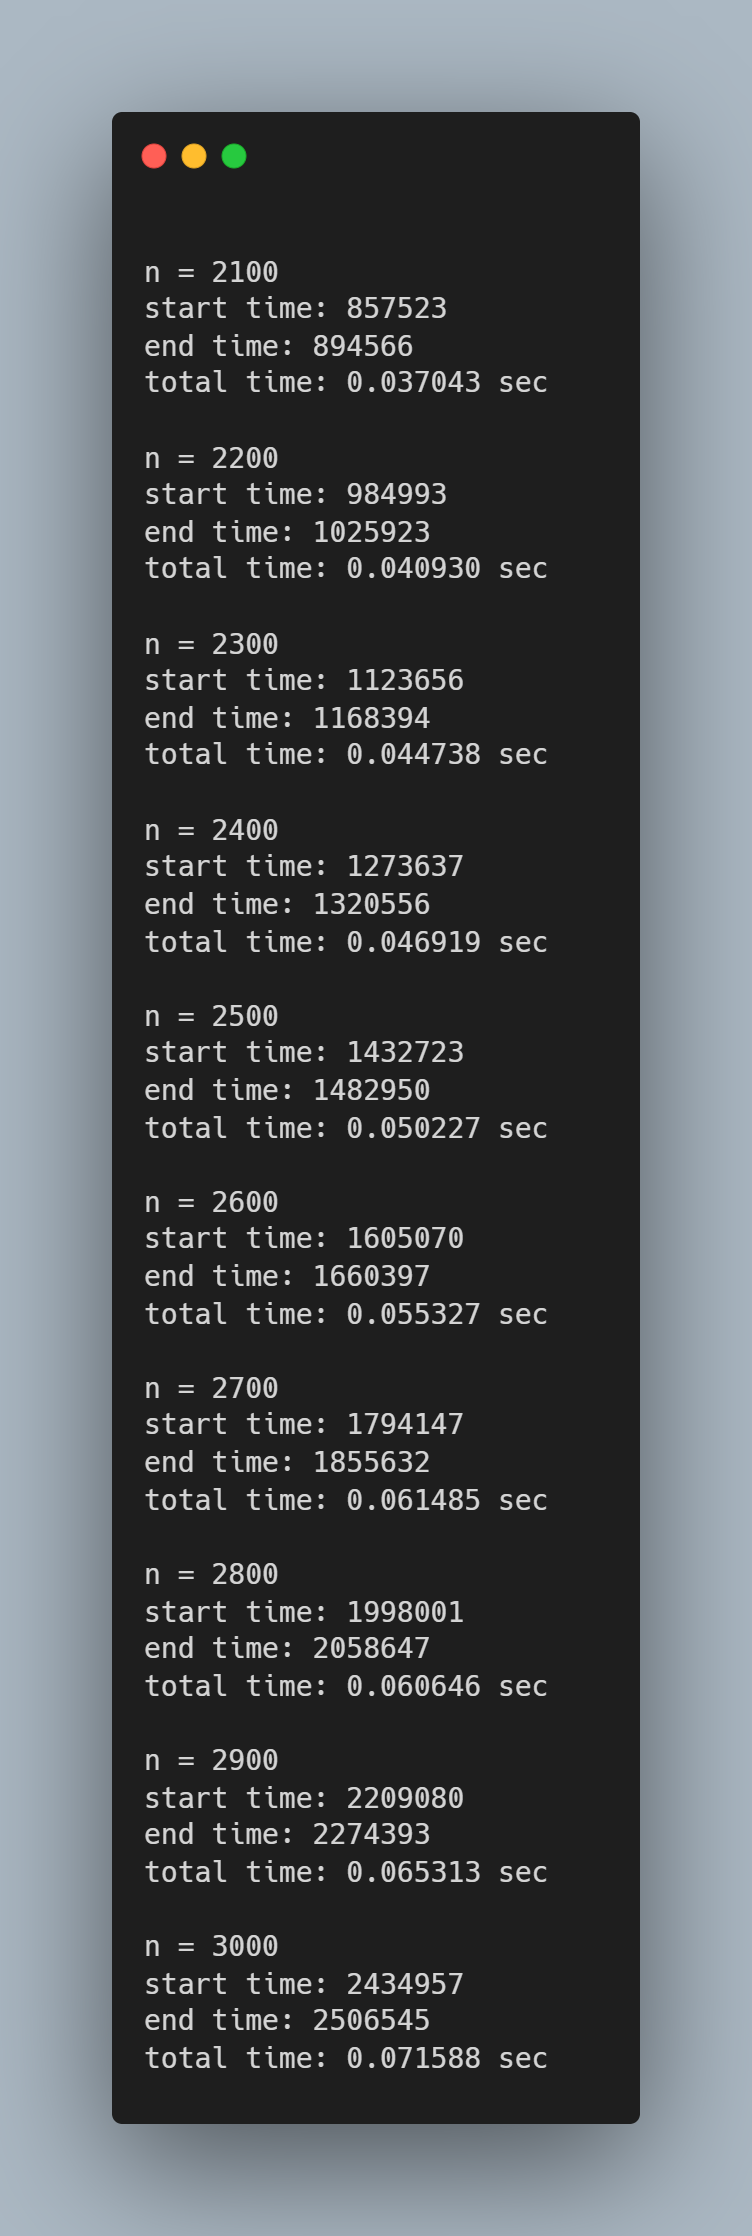 n = 2100
start time: 857523
end time: 894566
total time: 0.037043 sec
n = 2200
start time: 984993
end time: 1025923
total time: 0.040930 sec
n = 2300
start time: 1123656
end time: 1168394
total time: 0.044738 sec
n = 2400
start time: 1273637
end time: 1320556
total time: 0.046919 sec
n = 2500
start time: 1432723
end time: 1482950
total time: 0.050227 sec
n = 2600
start time: 1605070
end time: 1660397
total time: 0.055327 sec
n = 2700
start time: 1794147
end time: 1855632
total time: 0.061485 sec
n = 2800
start time: 1998001
end time: 2058647
total time: 0.060646 sec
n = 2900
start time: 2209080
end time: 2274393
total time: 0.065313 sec
n = 3000
start time: 2434957
end time: 2506545
total time: 0.071588 sec